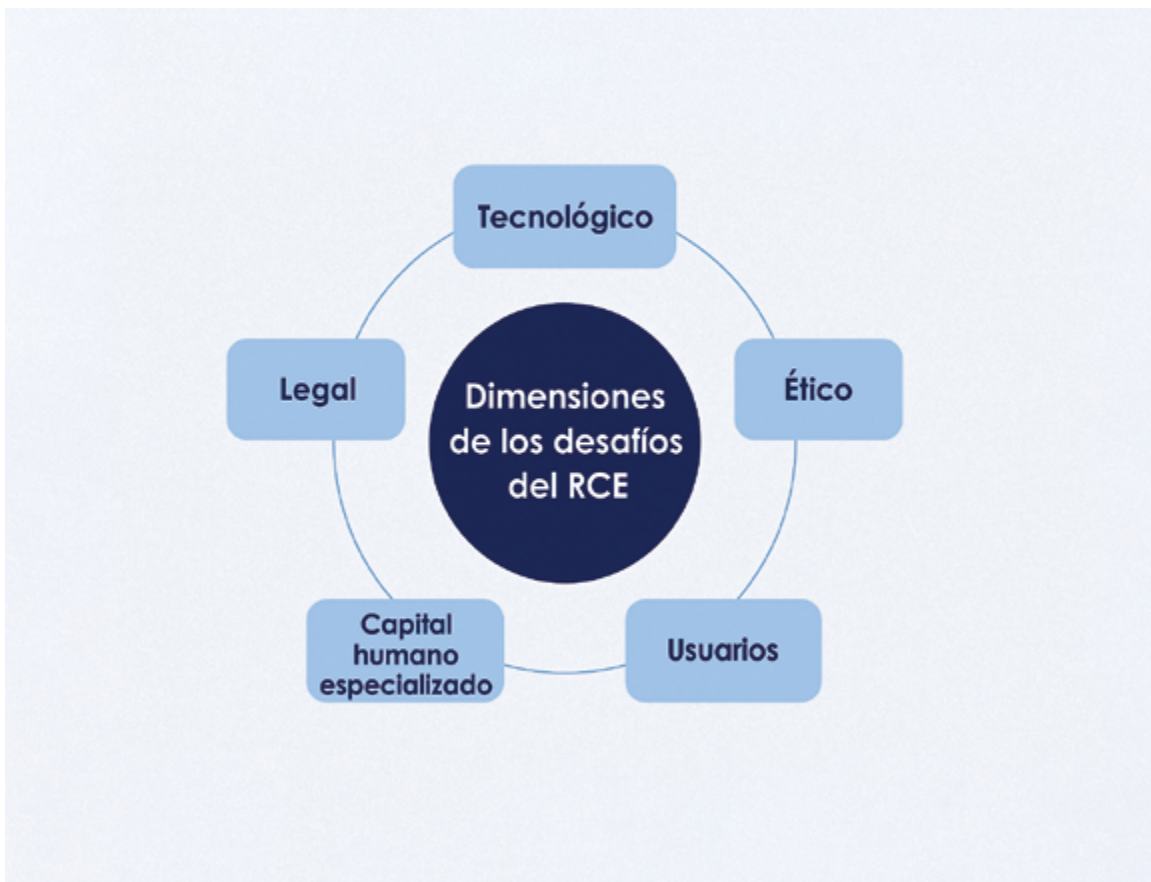 Tecnológico
Legal
Dimensiones
de los desafíos
del RCE
Ético
Capital
humano
especializado
Usuarios